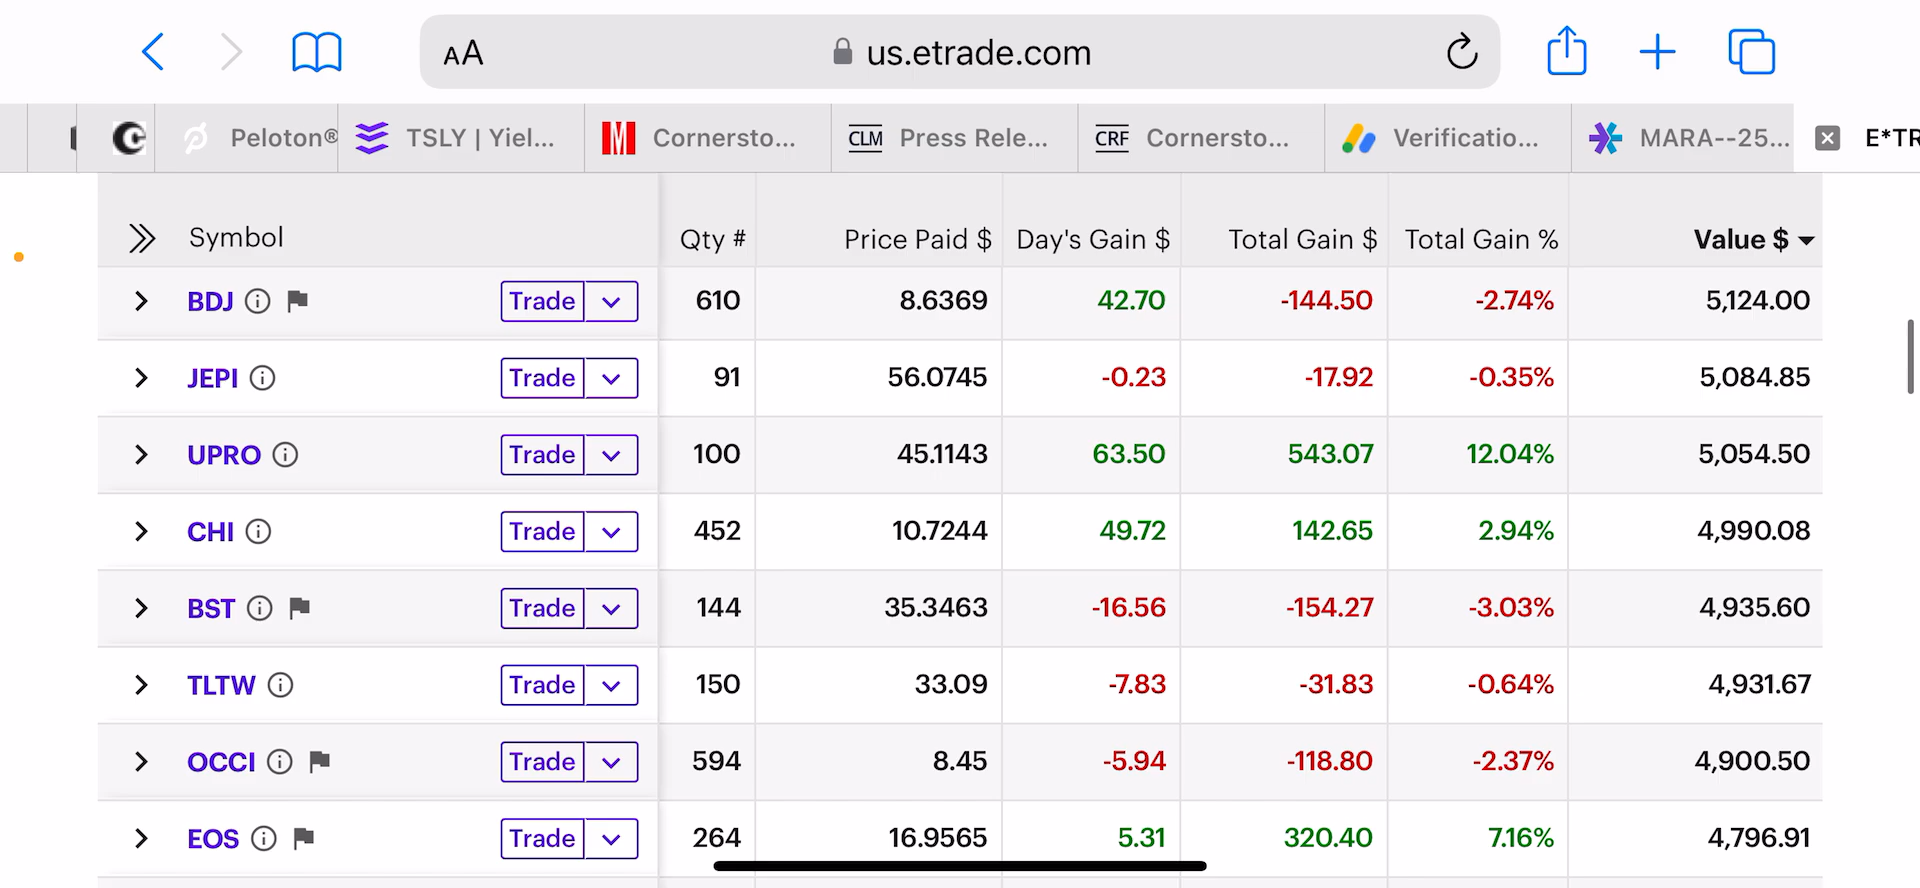 AA us.etrade.com
Peloton® TSLY | Yiel... M Cornersto... CLM Press Rele... CRF Cornersto... Verificatio... MARA--25... E*TR
Symbol Qty # Price Paid $ Day's Gain $ Total Gain $ Total Gain % Value $
BDJ Trade 610 8.6369 42.70 -144.50 -2.74% 5,124.00
JEPI Trade 91 56.0745 -0.23 -17.92 -0.35% 5,084.85
UPRO Trade 100 45.1143 63.50 543.07 12.04% 5,054.50
CHI Trade 452 10.7244 49.72 142.65 2.94% 4,990.08
BST Trade 144 35.3463 -16.56 -154.27 -3.03% 4,935.60
TLTW Trade 150 33.09 -7.83 -31.83 -0.64% 4,931.67
OCCI Trade 594 8.45 -5.94 -118.80 -2.37% 4,900.50
EOS Trade 264 16.9565 5.31 320.40 7.16% 4,796.91